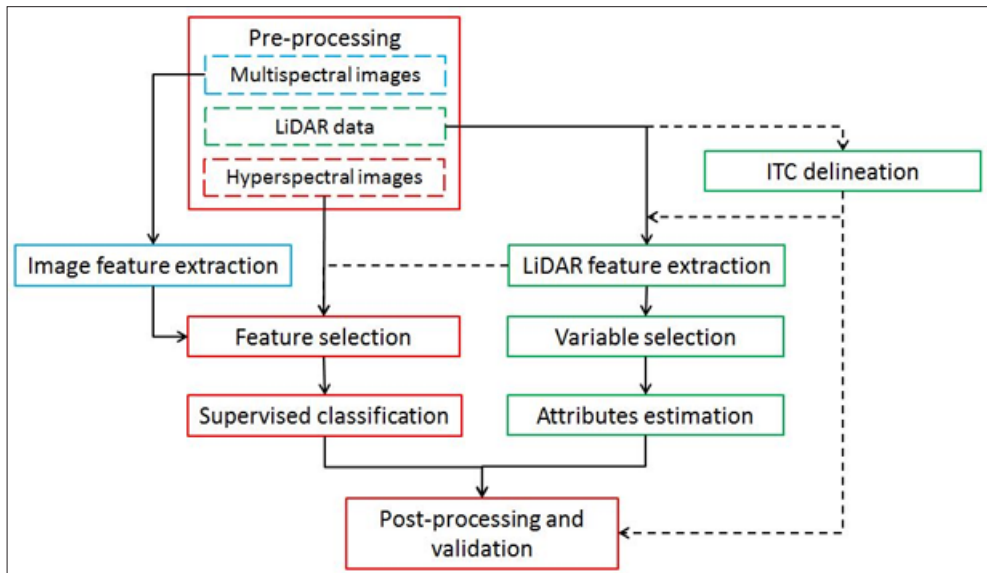 Pre-processing
Multispectral images
LiDAR data
Hyperspectral images
ITC delineation
Image feature extraction
LiDAR feature extraction
Feature selection
Variable selection
Supervised classification
Attributes estimation
Post-processing and
validation